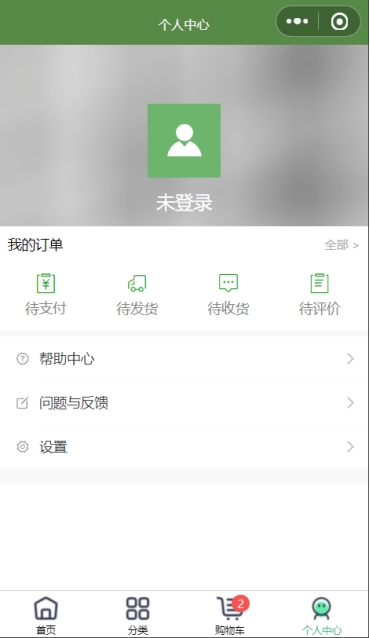 个人中心
未登录
我的订单 全部 >
待支付 待发货 待收货 待评价
帮助中心
问题与反馈
设置
2
首页 分类 购物车 个人中心